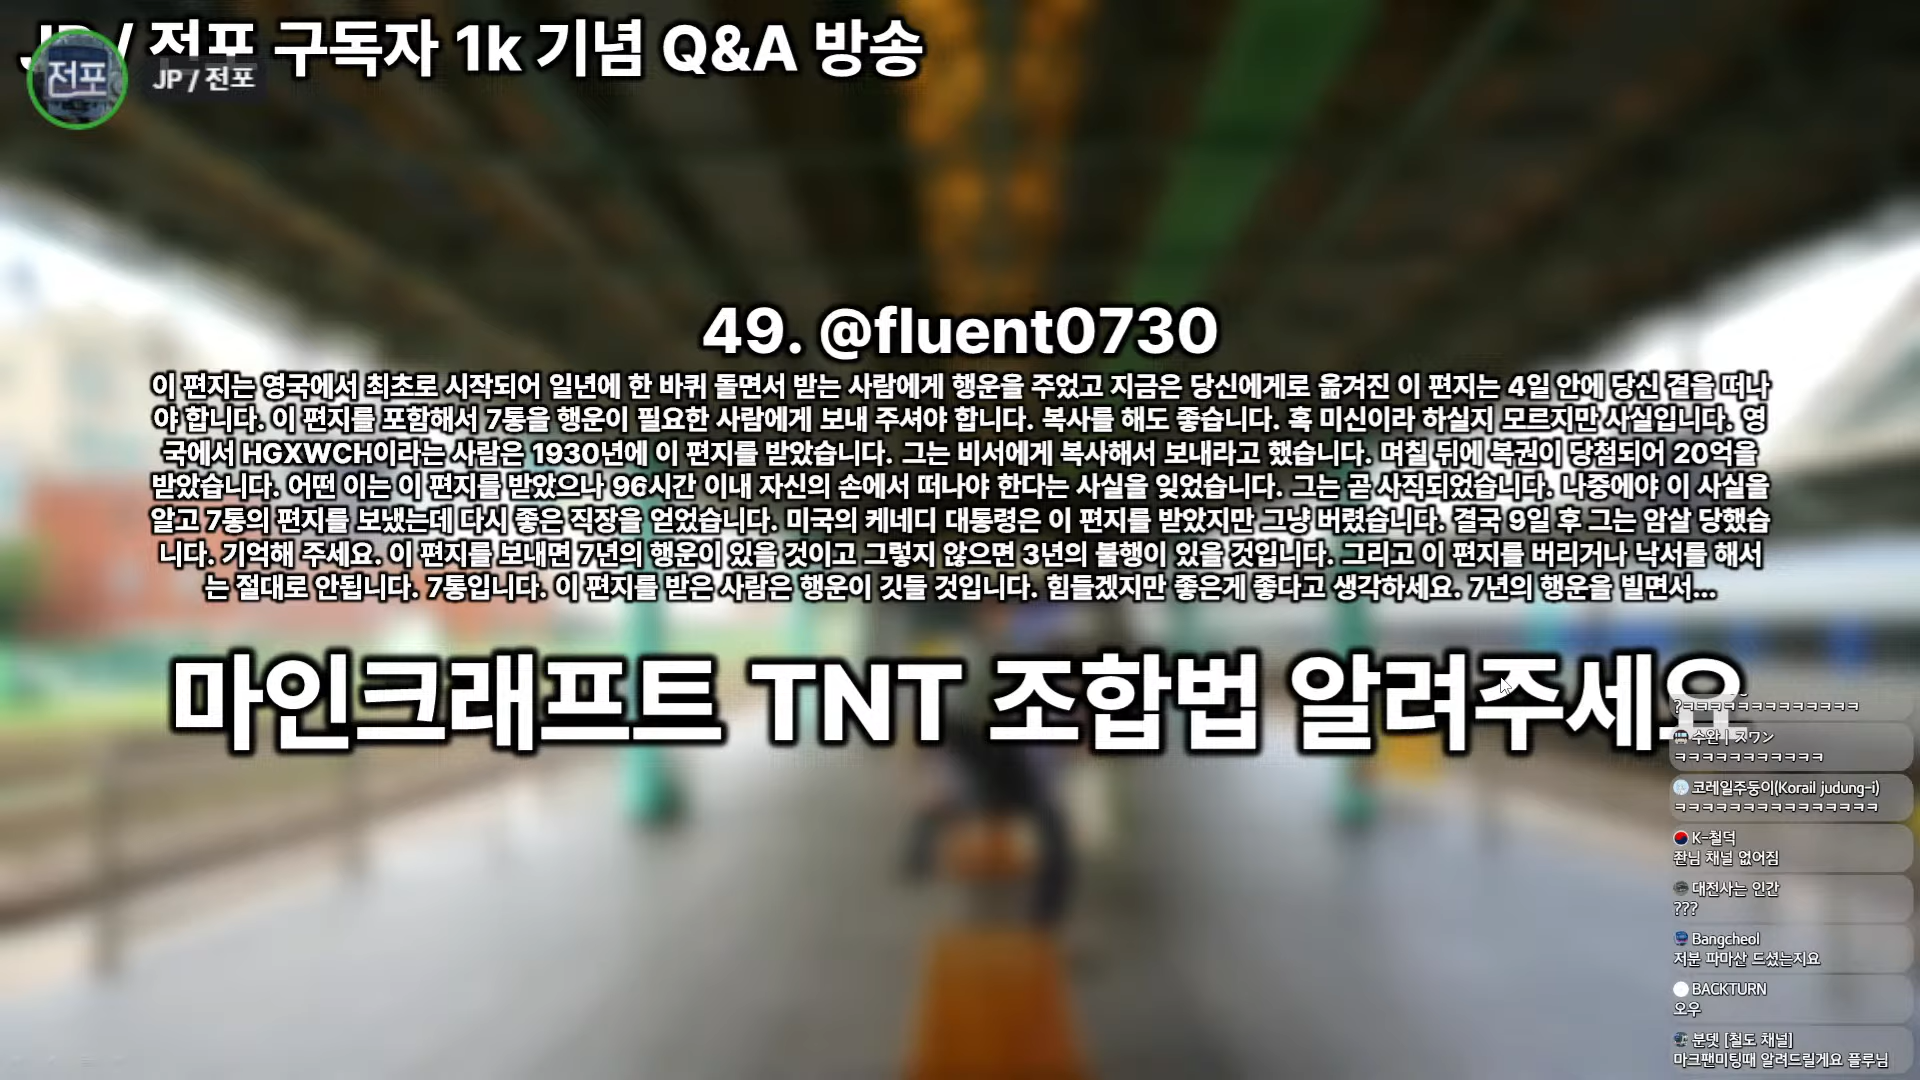 JP / 전포 구독자 1k 기념 Q&A 방송
전포
JP / 전포
49. @fluent0730
이 편지는 영국에서 최초로 시작되어 일년에 한 바퀴 돌면서 받는 사람에게 행운을 주었고 지금은 당신에게로 옮겨진 이 편지는 4일 안에 당신 곁을 떠나
야 합니다. 이 편지를 포함해서 7통을 행운이 필요한 사람에게 보내 주셔야 합니다. 복사를 해도 좋습니다. 혹 미신이라 하실지 모르지만 사실입니다. 영
국에서 HGXWCH이라는 사람은 1930년에 이 편지를 받았습니다. 그는 비서에게 복사해서 보내라고 했습니다. 며칠 뒤에 복권이 당첨되어 20억을
받았습니다. 어떤 이는 이 편지를 받았으나 96시간 이내 자신의 손에서 떠나야 한다는 사실을 잊었습니다. 그는 곧 사직되었습니다. 나중에야 이 사실을
알고 7통의 편지를 보냈는데 다시 좋은 직장을 얻었습니다. 미국의 케네디 대통령은 이 편지를 받았지만 그냥 버렸습니다. 결국 9일 후 그는 암살 당했습
니다. 기억해 주세요. 이 편지를 보내면 7년의 행운이 있을 것이고 그렇지 않으면 3년의 불행이 있을 것입니다. 그리고 이 편지를 버리거나 낙서를 해서
는 절대로 안됩니다. 7통입니다. 이 편지를 받은 사람은 행운이 깃들 것입니다. 힘들겠지만 좋은게 좋다고 생각하세요. 7년의 행운을 빌면서...
마인크래프트 TNT 조합법 알려주세요
?ㅋㅋㅋㅋㅋㅋㅋㅋㅋㅋㅋㅋㅋ
수완 | スワン
ㅋㅋㅋㅋㅋㅋㅋㅋㅋㅋㅋ
코레일주둥이(Korail judung-i)
ㅋㅋㅋㅋㅋㅋㅋㅋㅋㅋㅋㅋㅋㅋㅋ
K-철덕
좐님 채널 없어짐
대전사는 인간
???
Bangcheol
저분 파마산 드셨는지요
BACKTURN
오우
분뎃 [철도 채널]
마크팬미팅때 알려드릴게요 플루님